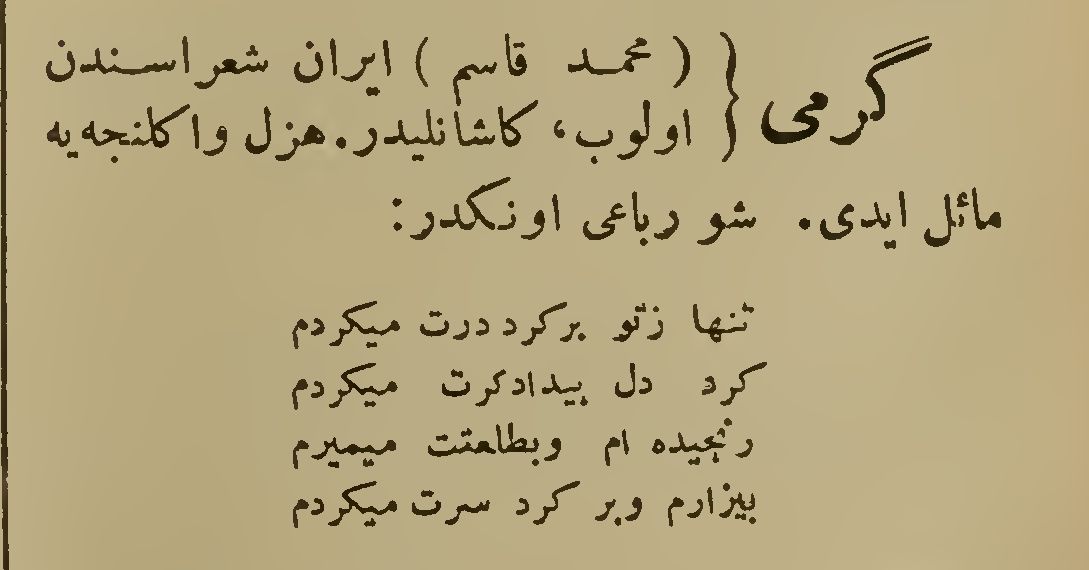 گرمی } ( محمد قاسم ) ایران شعراسندن
{ اولوب، کاشانلیدر. هزل واکلنجه‌یه
مائل ایدی. شو رباعی اونکدر:
تنها زتو برکرد درت میکردم
کرد دل بیدادکرت میکردم
رنجیده ام وبطلعتت میمیرم
بیزارم وبر کرد سرت میکردم